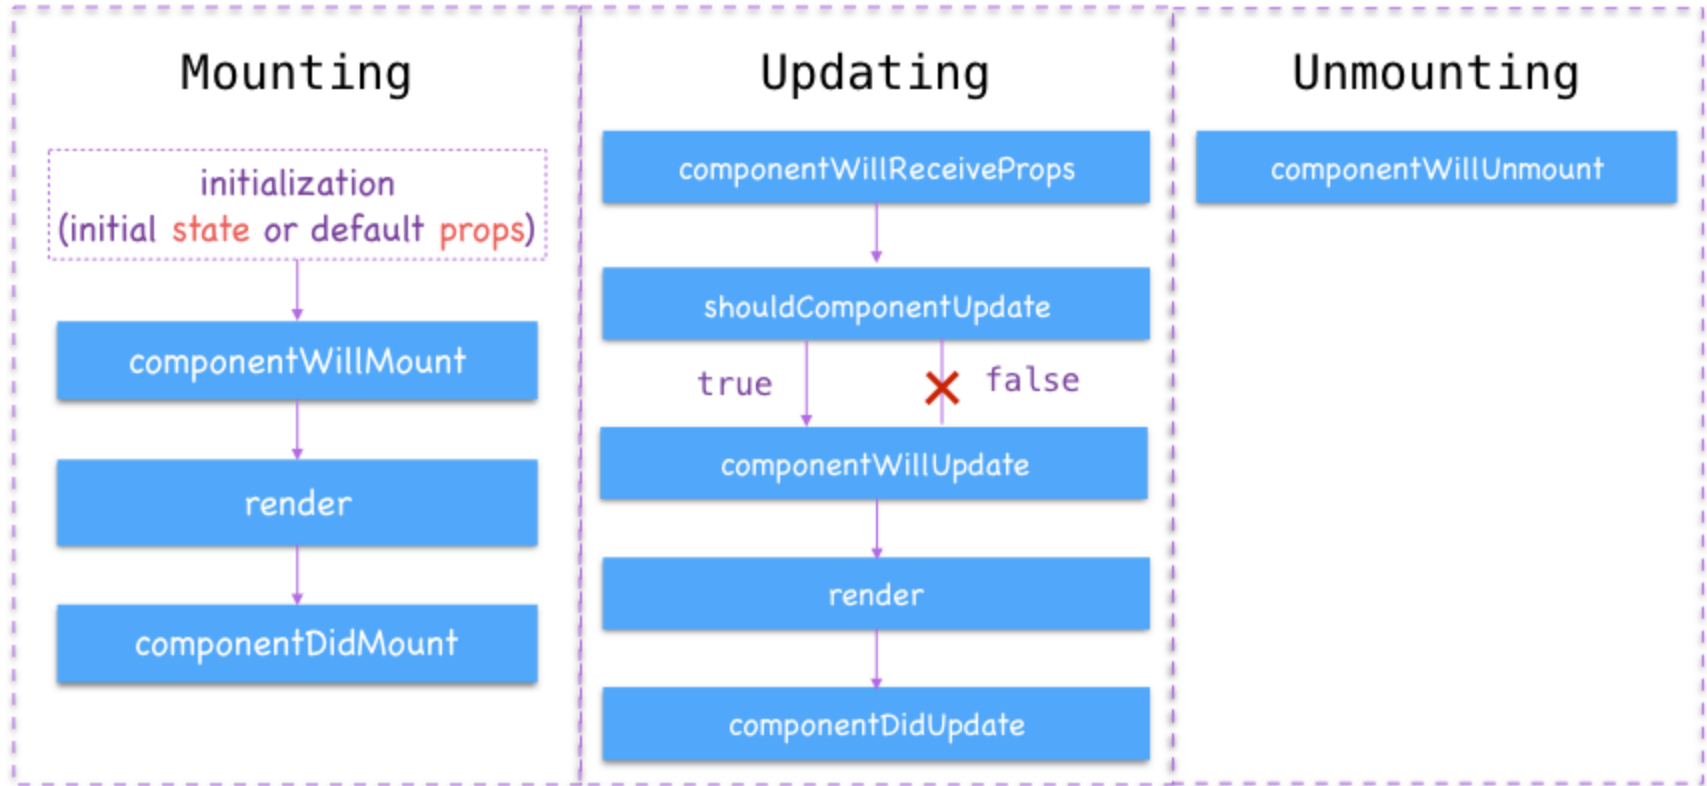 Mounting
initialization
(initial state or default props)
componentWillMount
render
componentDidMount
Updating
componentWillReceiveProps
shouldComponentUpdate
true
false
componentWillUpdate
render
componentDidUpdate
Unmounting
componentWillUnmount